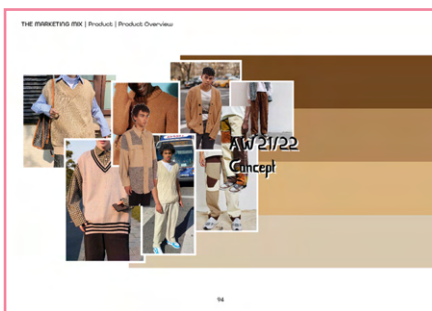 THE MARKETING MIX | Product | Product Overview
AW 21/22
Concept
94